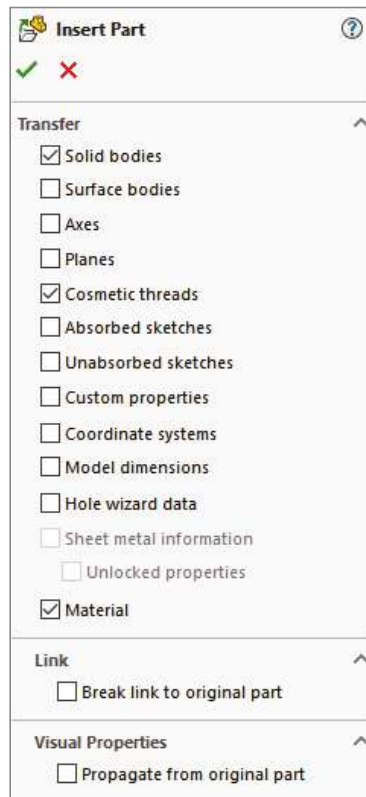 Insert Part
Transfer
Solid bodies
Surface bodies
Axes
Planes
Cosmetic threads
Absorbed sketches
Unabsorbed sketches
Custom properties
Coordinate systems
Model dimensions
Hole wizard data
Sheet metal information
Unlocked properties
Material
Link
Break link to original part
Visual Properties
Propagate from original part